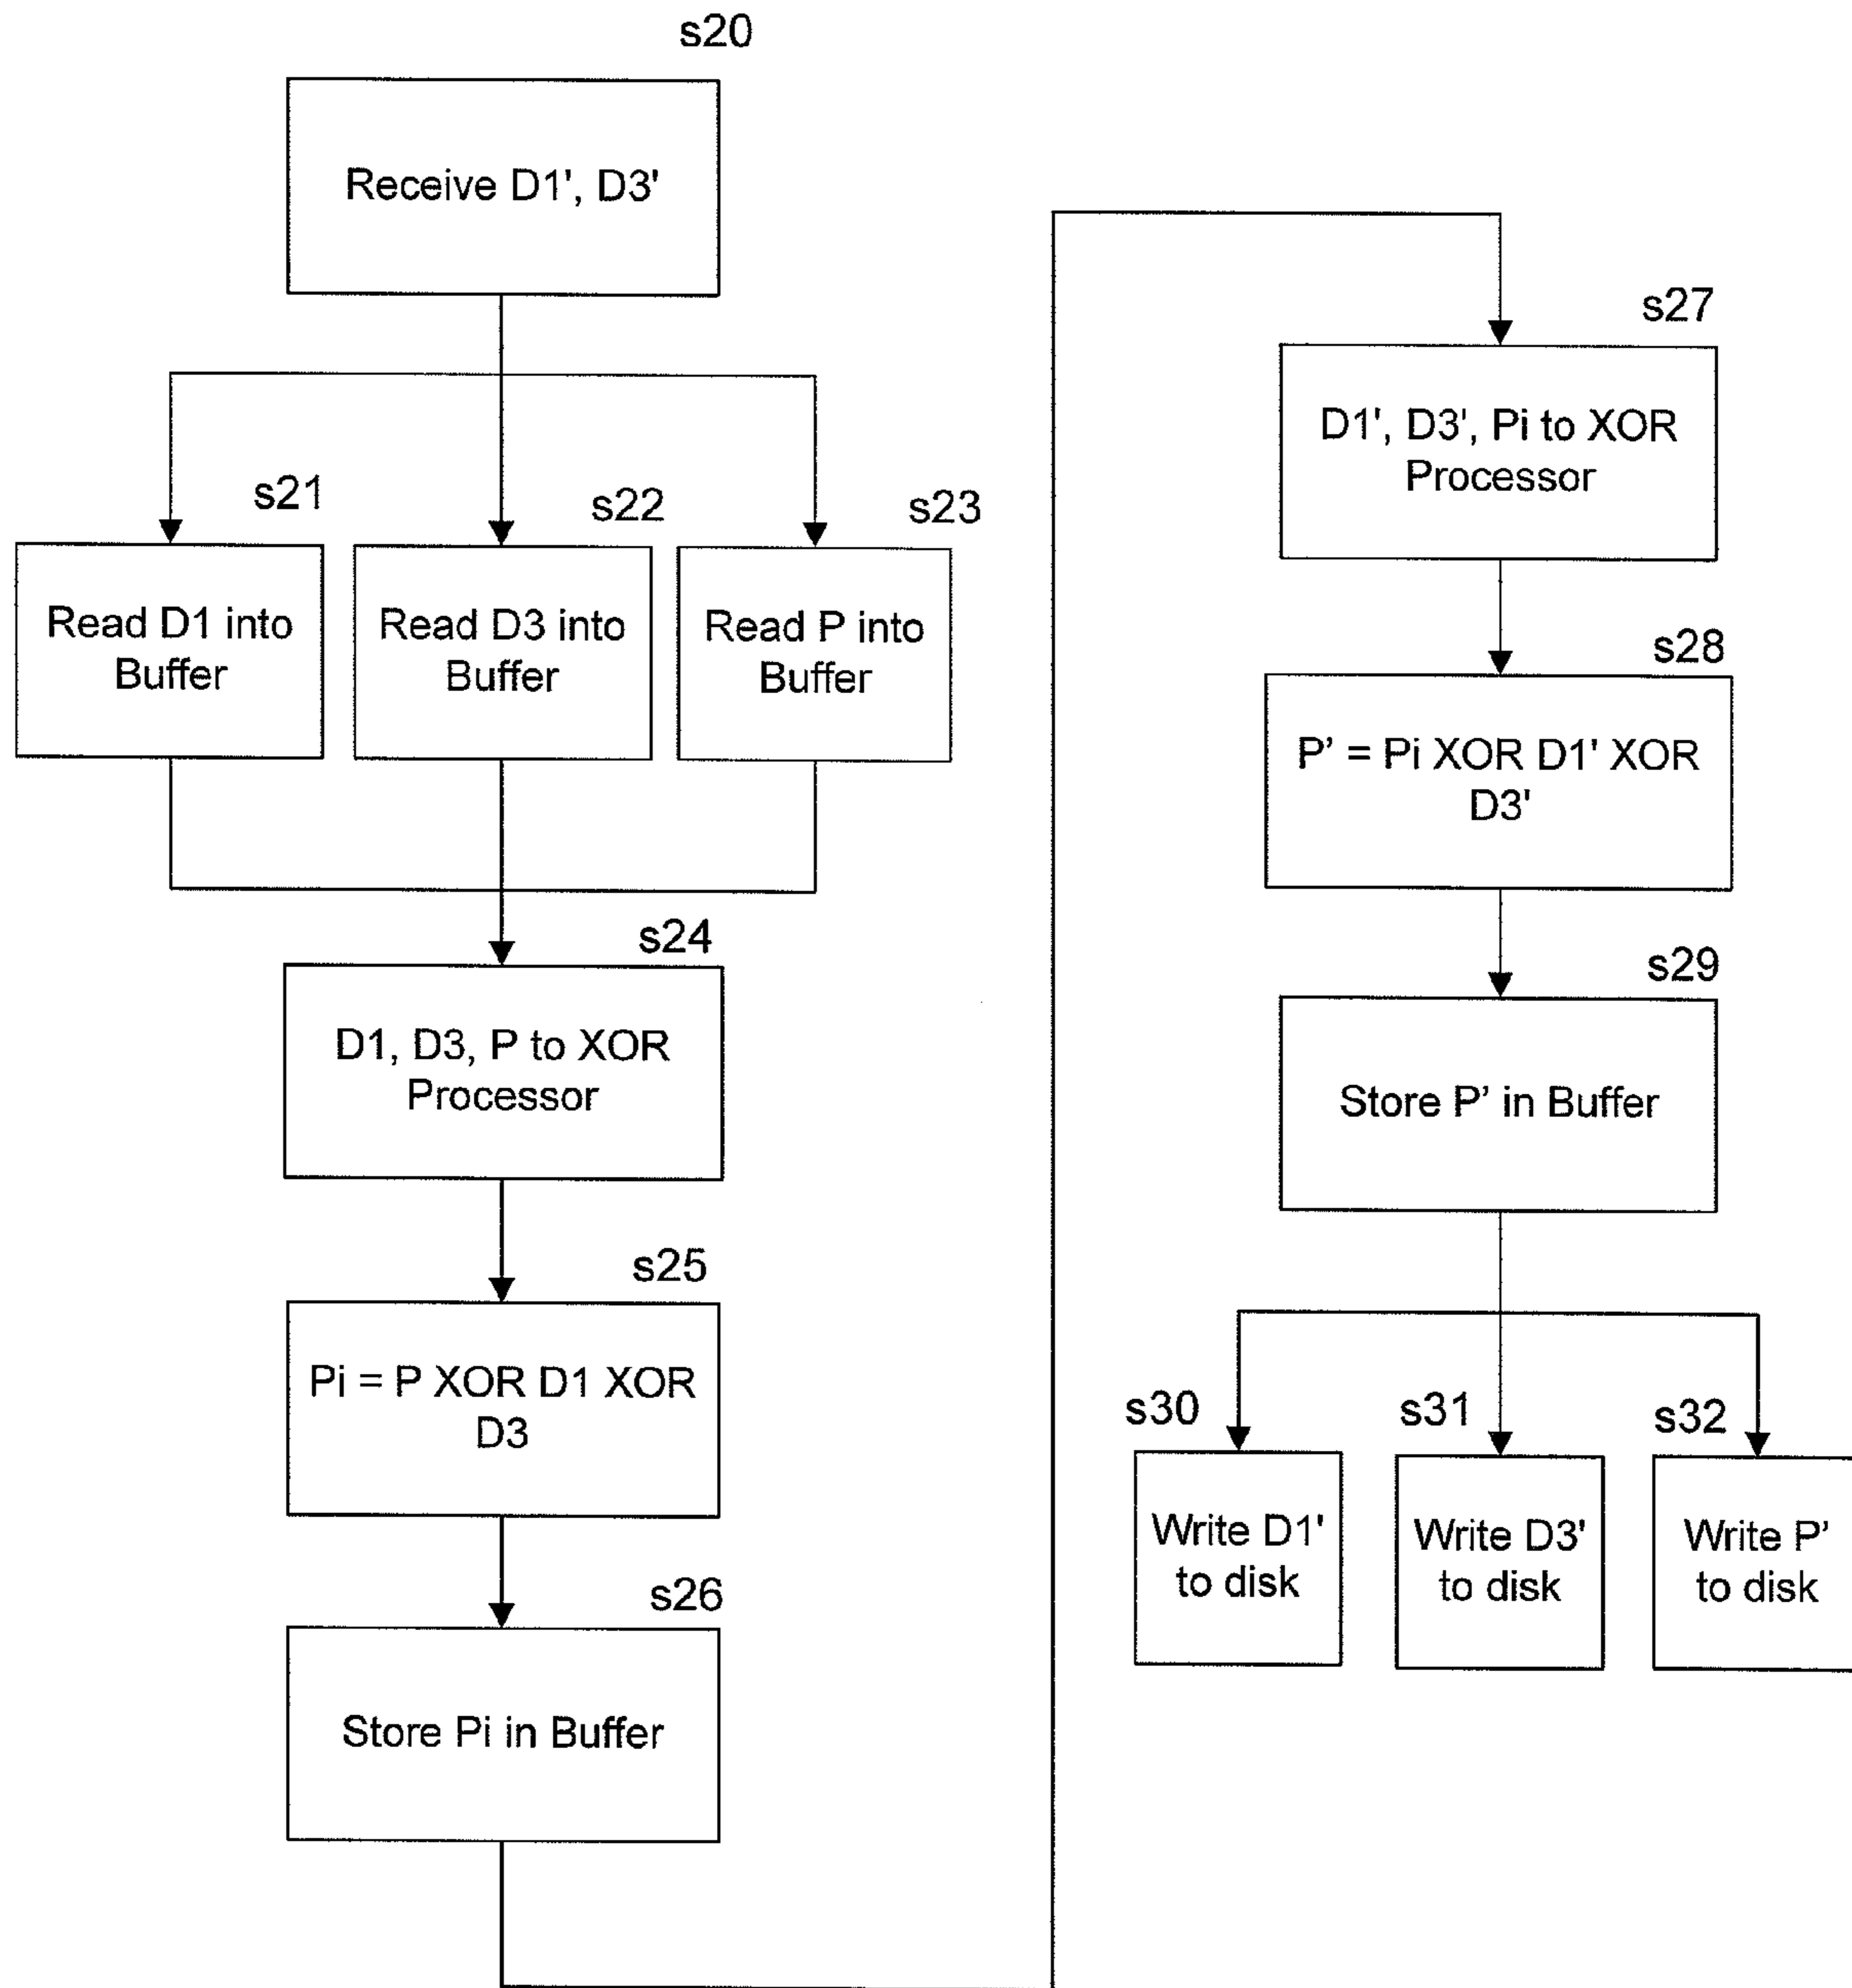 s20
Receive D1', D3'
s21
Read D1 into
Buffer
s22
Read D3 into
Buffer
s23
Read P into
Buffer
s24
D1, D3, P to XOR
Processor
s25
Pi = P XOR D1 XOR
D3
s26
Store Pi in Buffer
s27
D1', D3', Pi to XOR
Processor
s28
P’ = Pi XOR D1' XOR
D3'
s29
Store P’ in Buffer
s30
Write D1'
to disk
s31
Write D3'
to disk
s32
Write P’
to disk